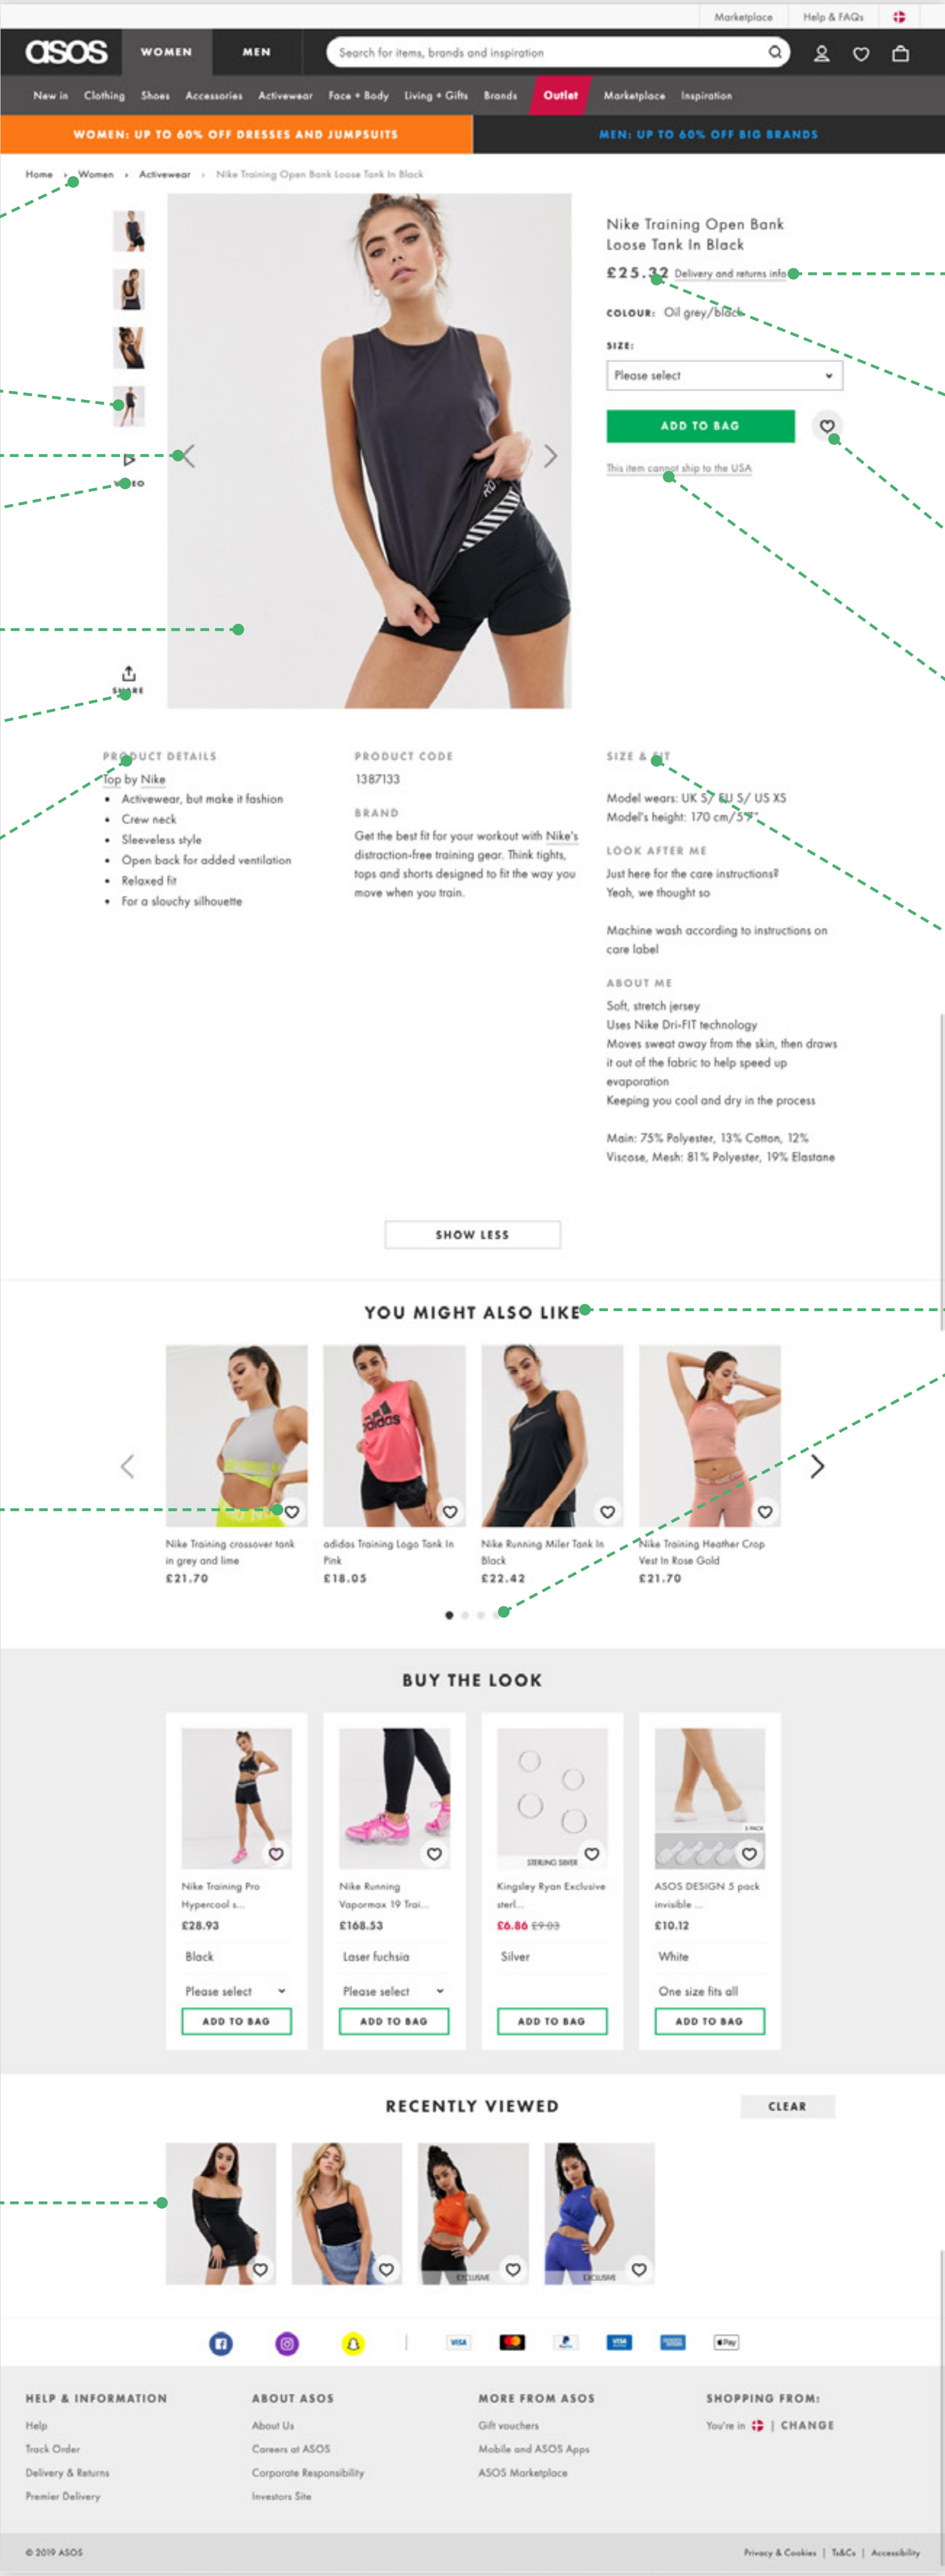 Marketplace Help & FAQs
asos WOMEN MEN Search for items, brands and inspiration
New in Clothing Shoes Accessories Activewear Face + Body Living + Gifts Brands Outlet Marketplace Inspiration
WOMEN: UP TO 60% OFF DRESSES AND JUMPSUITS MEN: UP TO 60% OFF BIG BRANDS
Home › Women › Activewear › Nike Training Open Bank Loose Tank In Black
VIDEO
SHARE
Nike Training Open Bank
Loose Tank In Black
£25.32 Delivery and returns info
COLOUR: Oil grey/black
SIZE:
Please select
ADD TO BAG
This item cannot ship to the USA
PRODUCT DETAILS
Top by Nike
• Activewear, but make it fashion
• Crew neck
• Sleeveless style
• Open back for added ventilation
• Relaxed fit
• For a slouchy silhouette
PRODUCT CODE
1387133
BRAND
Get the best fit for your workout with Nike's
distraction-free training gear. Think tights,
tops and shorts designed to fit the way you
move when you train.
SIZE & FIT
Model wears: UK S/ EU S/ US XS
Model's height: 170 cm/5'7"
LOOK AFTER ME
Just here for the care instructions?
Yeah, we thought so
Machine wash according to instructions on
care label
ABOUT ME
Soft, stretch jersey
Uses Nike Dri-FIT technology
Moves sweat away from the skin, then draws
it out of the fabric to help speed up
evaporation
Keeping you cool and dry in the process
Main: 75% Polyester, 13% Cotton, 12%
Viscose, Mesh: 81% Polyester, 19% Elastane
SHOW LESS
YOU MIGHT ALSO LIKE
adidas
Nike Training crossover tank
in grey and lime
£21.70
adidas Training Logo Tank In
Pink
£18.05
Nike Running Miler Tank In
Black
£22.42
Nike Training Heather Crop
Vest In Rose Gold
£21.70
BUY THE LOOK
STERLING SILVER
5 PACK
Nike Training Pro
Hypercool s...
£28.93
Black
Please select
ADD TO BAG
Nike Running
Vapormax 19 Trai...
£168.53
Laser fuchsia
Please select
ADD TO BAG
Kingsley Ryan Exclusive
sterl...
£6.86 £9.03
Silver
ADD TO BAG
ASOS DESIGN 5 pack
invisible ...
£10.12
White
One size fits all
ADD TO BAG
RECENTLY VIEWED CLEAR
EXCLUSIVE EXCLUSIVE
VISA PayPal VISA Pay
HELP & INFORMATION
Help
Track Order
Delivery & Returns
Premier Delivery
ABOUT ASOS
About Us
Careers at ASOS
Corporate Responsibility
Investors Site
MORE FROM ASOS
Gift vouchers
Mobile and ASOS Apps
ASOS Marketplace
SHOPPING FROM:
You're in | CHANGE
© 2019 ASOS Privacy & Cookies | Ts&Cs | Accessibility